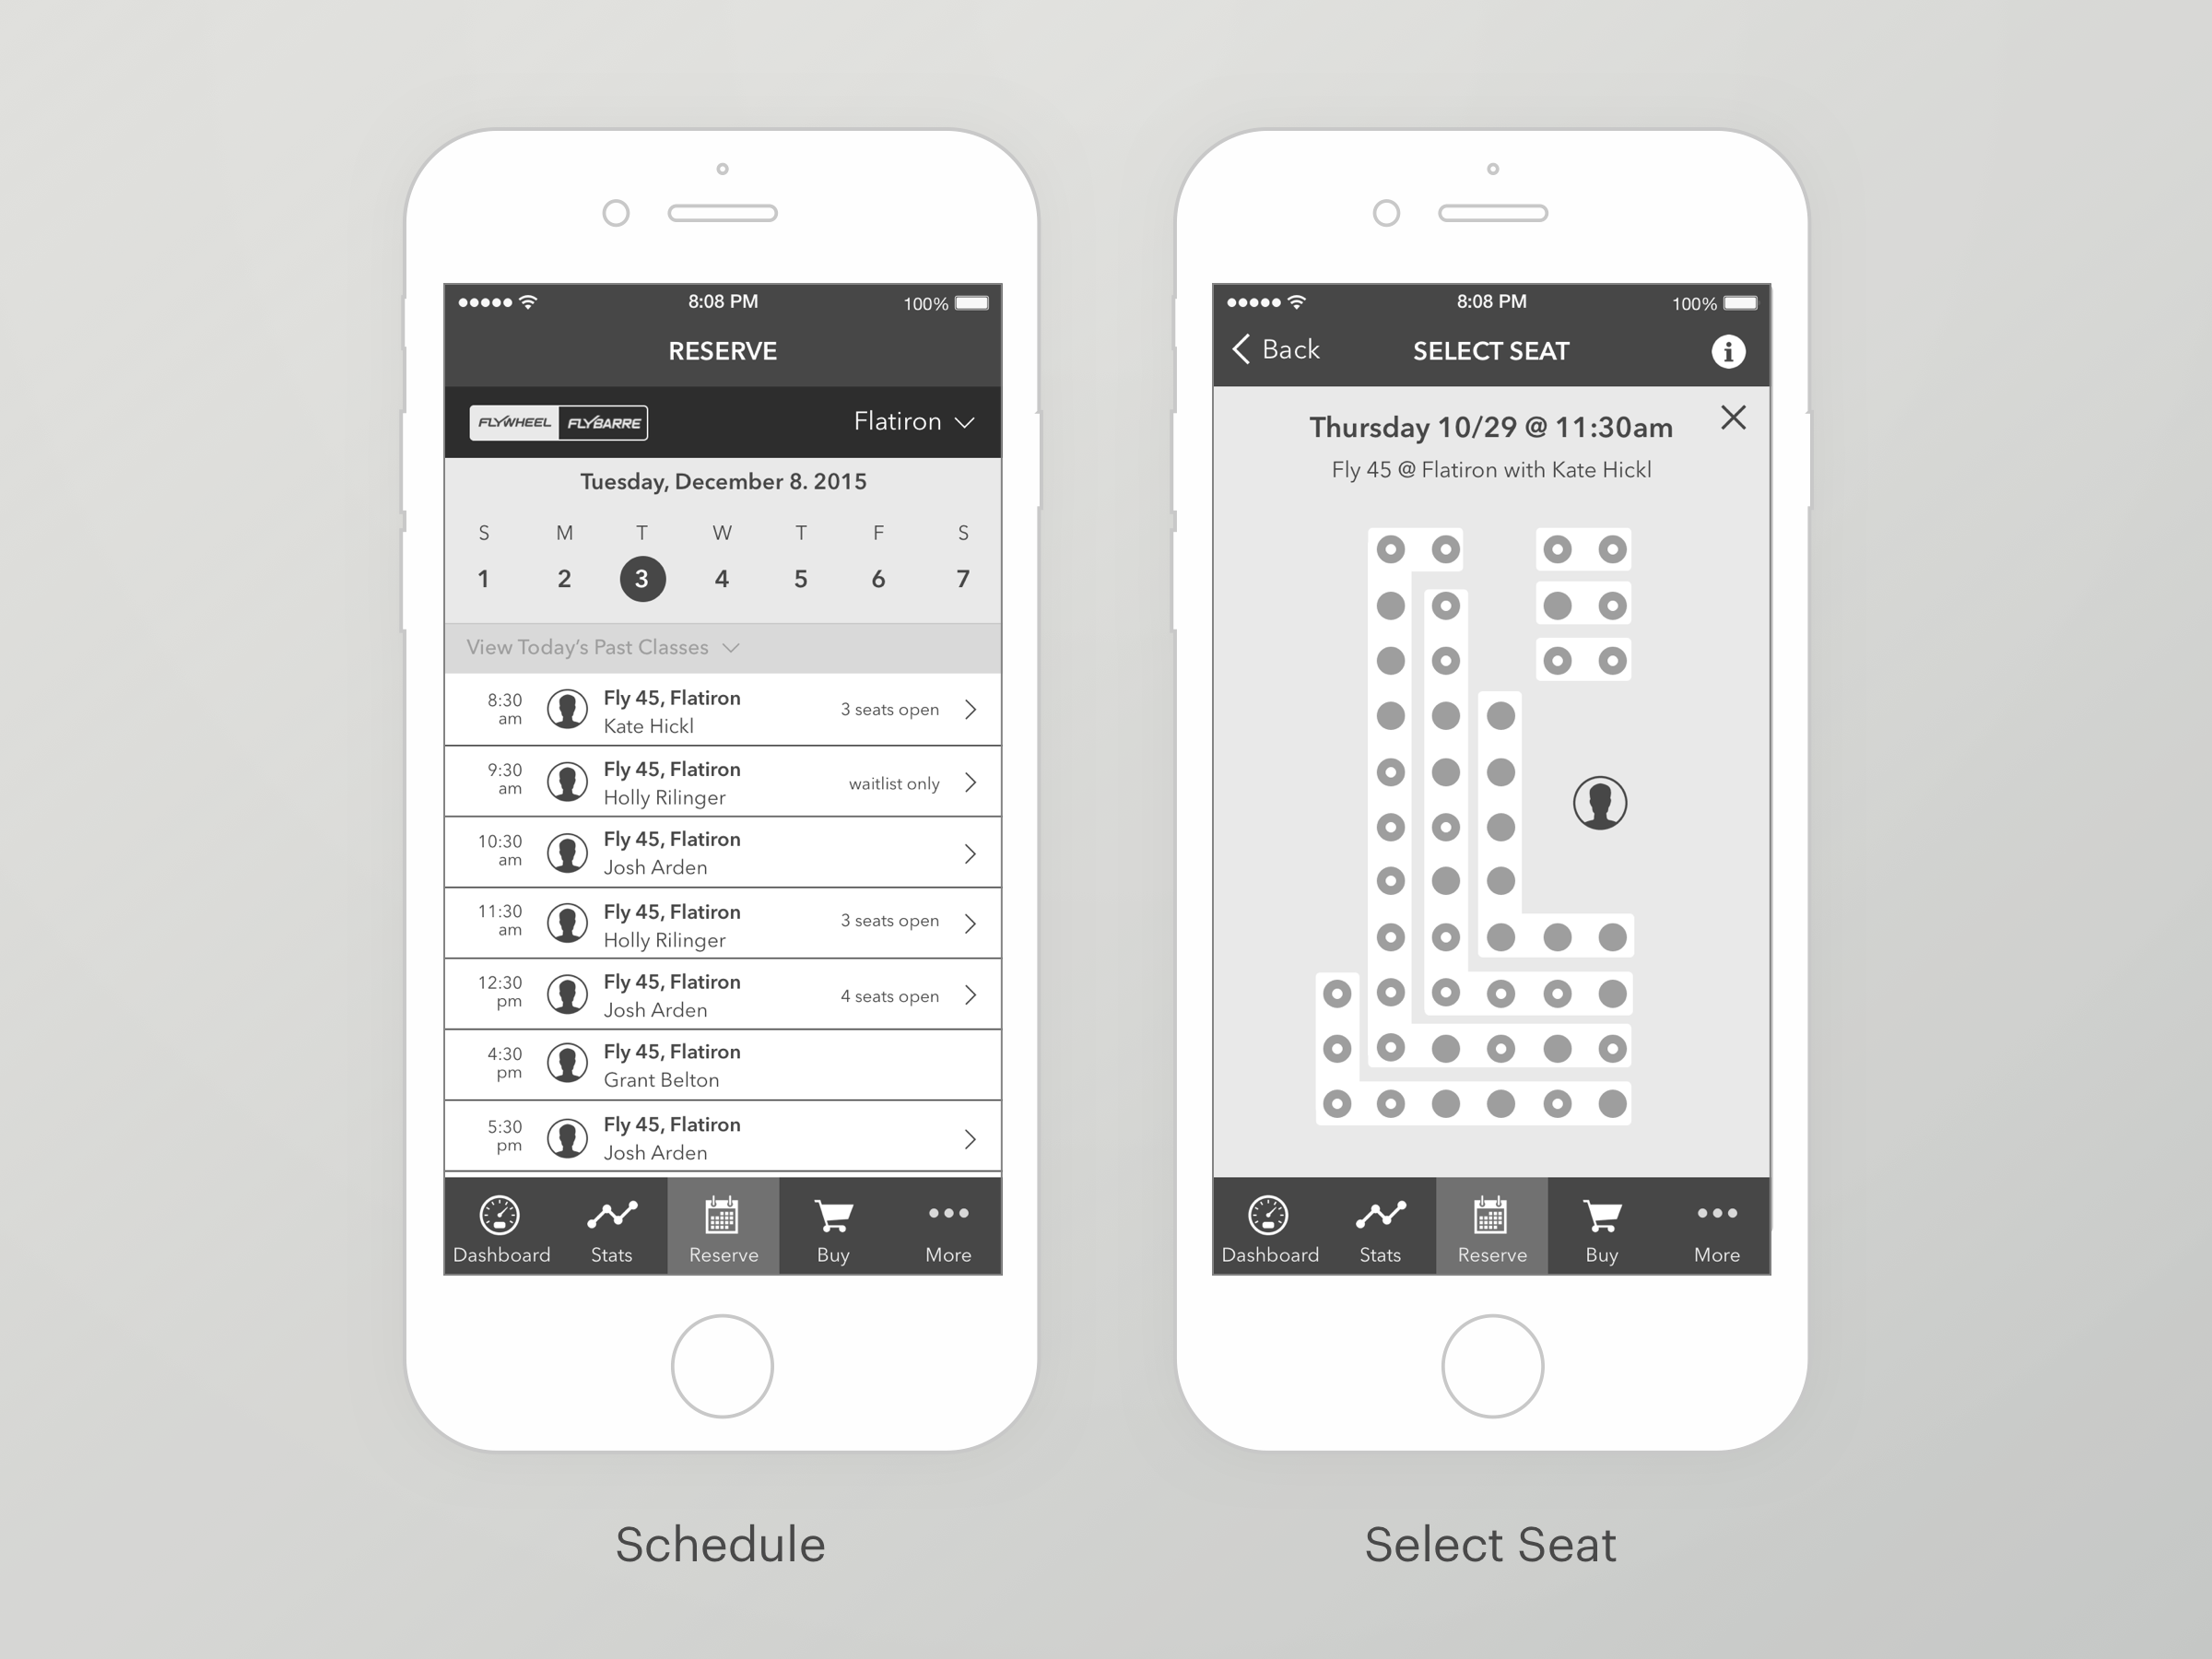 8:08 PM
100%
RESERVE
FLYWHEEL FLYBARRE
Flatiron
Tuesday, December 8. 2015
S M T W T F S
1 2 3 4 5 6 7
View Today's Past Classes
8:30 am
Fly 45, Flatiron
Kate Hickl
3 seats open
9:30 am
Fly 45, Flatiron
Holly Rilinger
waitlist only
10:30 am
Fly 45, Flatiron
Josh Arden
11:30 am
Fly 45, Flatiron
Holly Rilinger
3 seats open
12:30 pm
Fly 45, Flatiron
Josh Arden
4 seats open
4:30 pm
Fly 45, Flatiron
Grant Belton
5:30 pm
Fly 45, Flatiron
Josh Arden
Dashboard Stats Reserve Buy More
Schedule
8:08 PM
100%
Back
SELECT SEAT
i
Thursday 10/29 @ 11:30am
Fly 45 @ Flatiron with Kate Hickl
Dashboard Stats Reserve Buy More
Select Seat